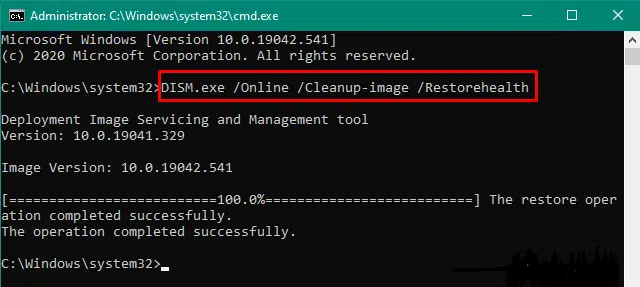 Administrator: C:\Windows\system32\cmd.exe
Microsoft Windows [Version 10.0.19042.541]
(c) 2020 Microsoft Corporation. All rights reserved.
C:\Windows\system32>DISM.exe /Online /Cleanup-image /Restorehealth
Deployment Image Servicing and Management tool
Version: 10.0.19041.329
Image Version: 10.0.19042.541
[==========================100.0%==========================] The restore oper
ation completed successfully.
The operation completed successfully.
C:\Windows\system32>